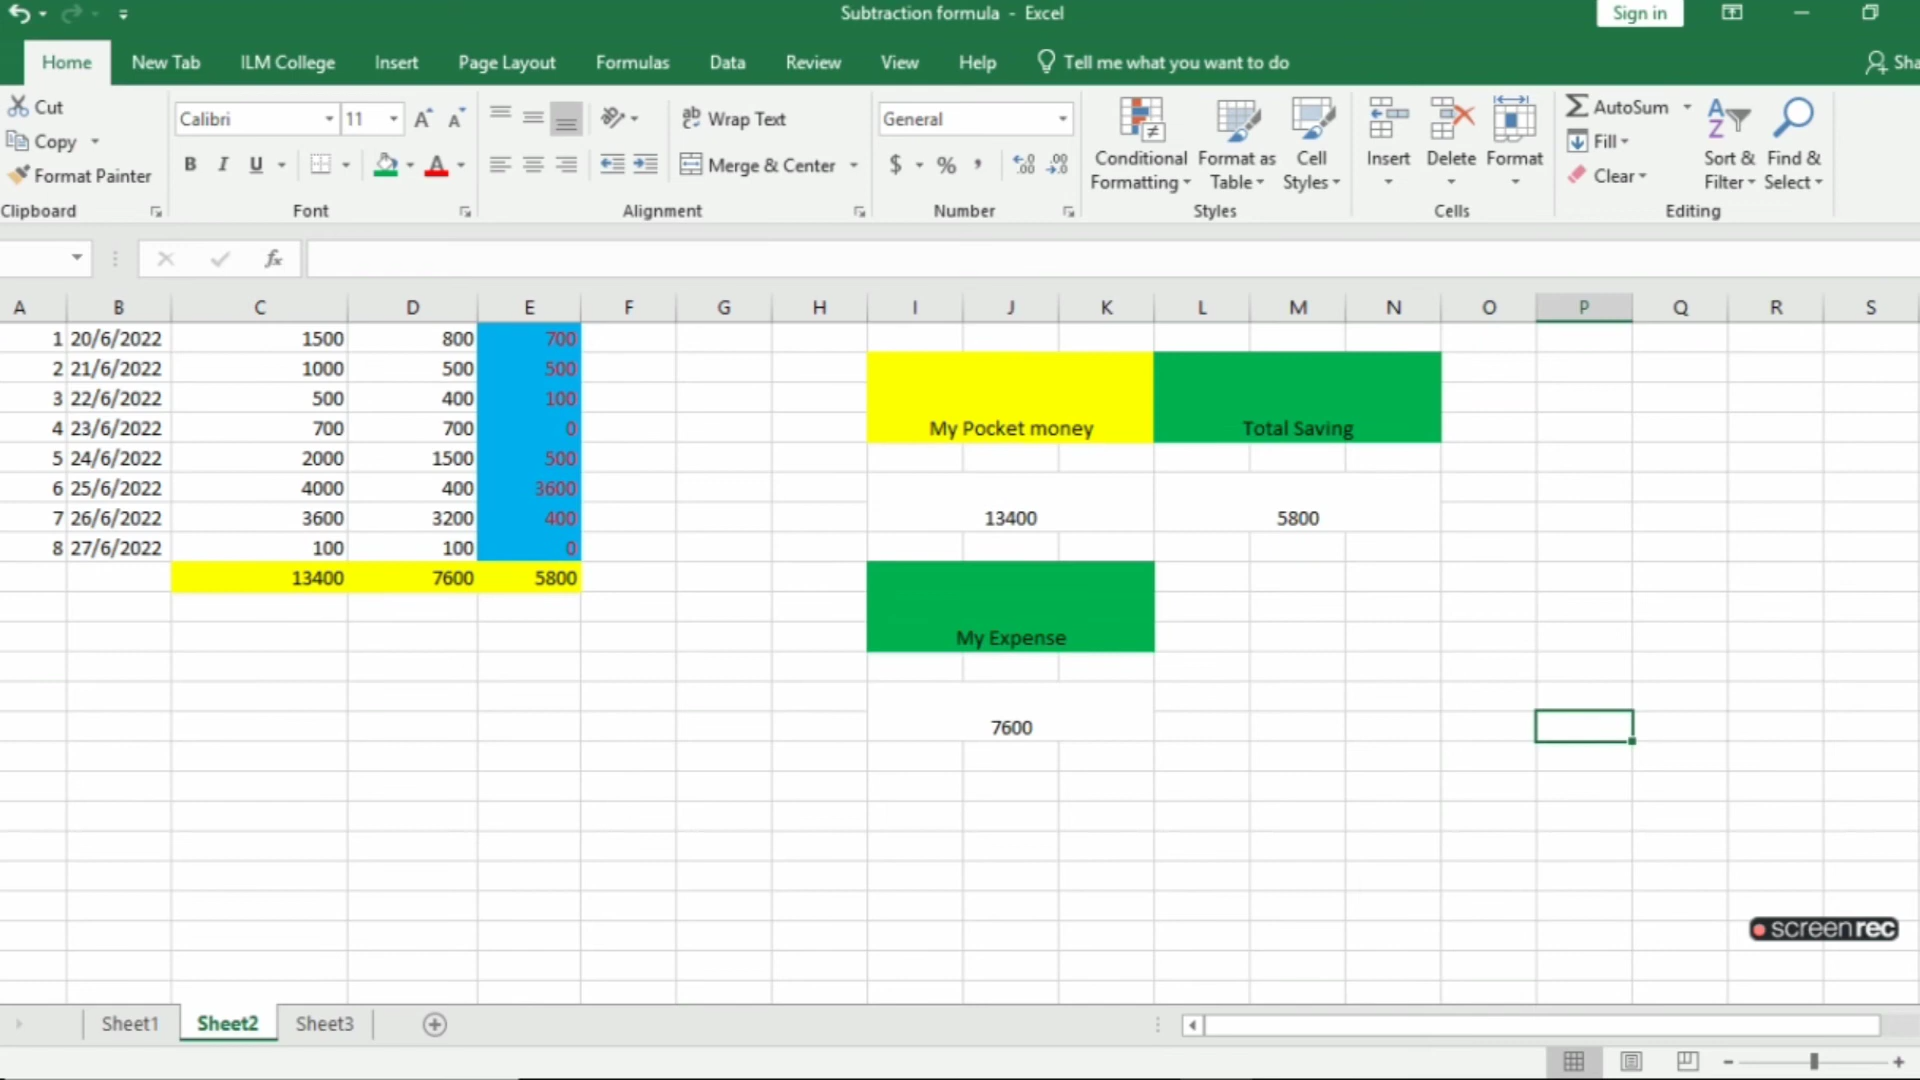 Subtraction formula - Excel
Sign in
Home New Tab ILM College Insert Page Layout Formulas Data Review View Help Tell me what you want to do Sha
Cut
Copy
Format Painter
Clipboard
Calibri 11
B I U
Font
Wrap Text
Merge & Center
Alignment
General
$ % ,
Number
Conditional Formatting
Format as Table
Cell Styles
Styles
Insert Delete Format
Cells
AutoSum
Fill
Clear
Sort & Filter
Find & Select
Editing
fx
A B C D E F G H I J K L M N O P Q R S
1 20/6/2022 1500 800 700
2 21/6/2022 1000 500 500
3 22/6/2022 500 400 100
4 23/6/2022 700 700 0
5 24/6/2022 2000 1500 500
6 25/6/2022 4000 400 3600
7 26/6/2022 3600 3200 400
8 27/6/2022 100 100 0
13400 7600 5800
My Pocket money Total Saving
13400 5800
My Expense
7600
screenrec
Sheet1 Sheet2 Sheet3